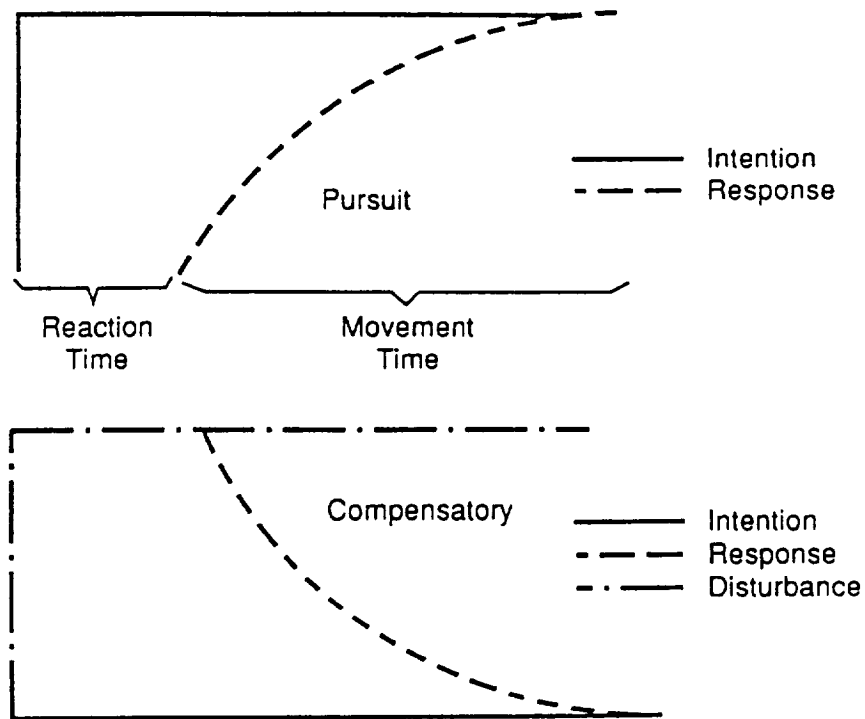 Intention
Response
Pursuit
Reaction
Time
Movement
Time
Compensatory
Intention
Response
Disturbance